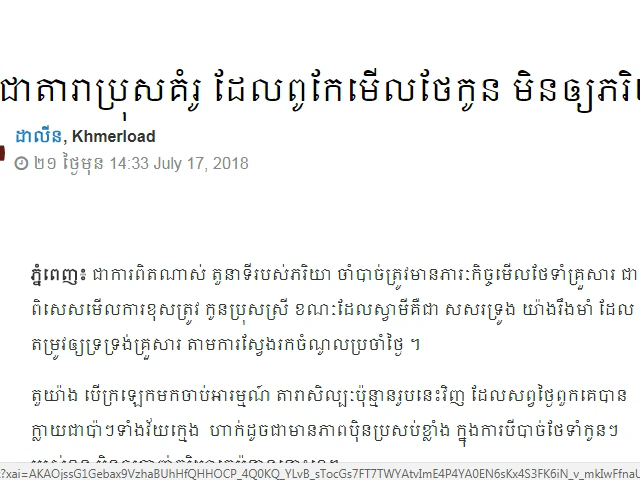 ជាតារាប្រុសគំរូ ដែលពូកែមើលថែកូន មិនឲ្យភរិយ
ដាលីន, Khmerload
២១ ថ្ងៃមុន 14:33 July 17, 2018
ភ្នំពេញ៖ ជាការពិតណាស់ តួនាទីរបស់ភរិយា ចាំបាច់ត្រូវមានភារៈកិច្ចមើលថែទាំគ្រួសារ ជា
ពិសេសមើលការខុសត្រូវ កូនប្រុសស្រី ខណៈដែលស្វាមីគឺជា សសរទ្រូង យ៉ាងរឹងមាំ ដែល
តម្រូវឲ្យទ្រទ្រង់គ្រួសារ តាមការស្វែងរកចំណូលប្រចាំថ្ងៃ ។
តួយ៉ាង បើក្រឡេកមកចាប់អារម្មណ៍ តារាសិល្បៈប៉ុន្មានរូបនេះវិញ ដែលសព្វថ្ងៃពួកគេបាន
ក្លាយជាប៉ាៗទាំងវ័យក្មេង ហាក់ដូចជាមានភាពប៉ិនប្រសប់ខ្លាំង ក្នុងការបីបាច់ថែទាំកូនៗ
?xai=AKAOjssG1Gebax9VzhaBUhHfQHHOCP_4Q0KQ_YLvB_sTocGs7FT7TWYAtvImE4P4YA0EN6sKx4S3FK6iN_v_mkIwFfnaU